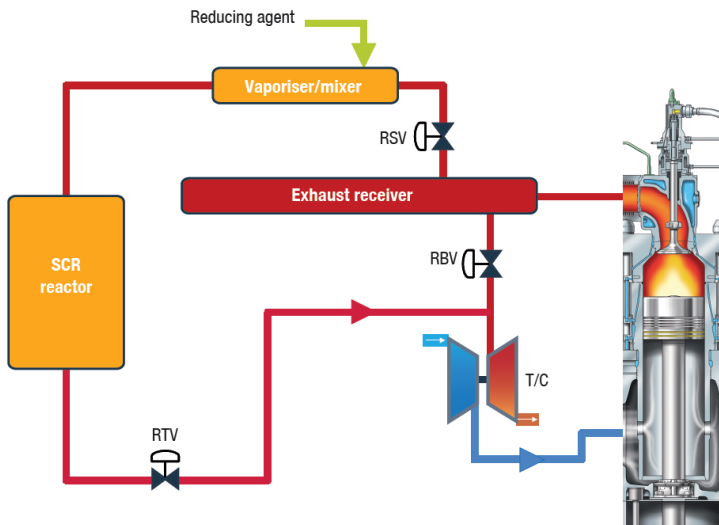 Reducing agent
Vaporiser/mixer
RSV
Exhaust receiver
SCR
reactor
RBV
T/C
RTV